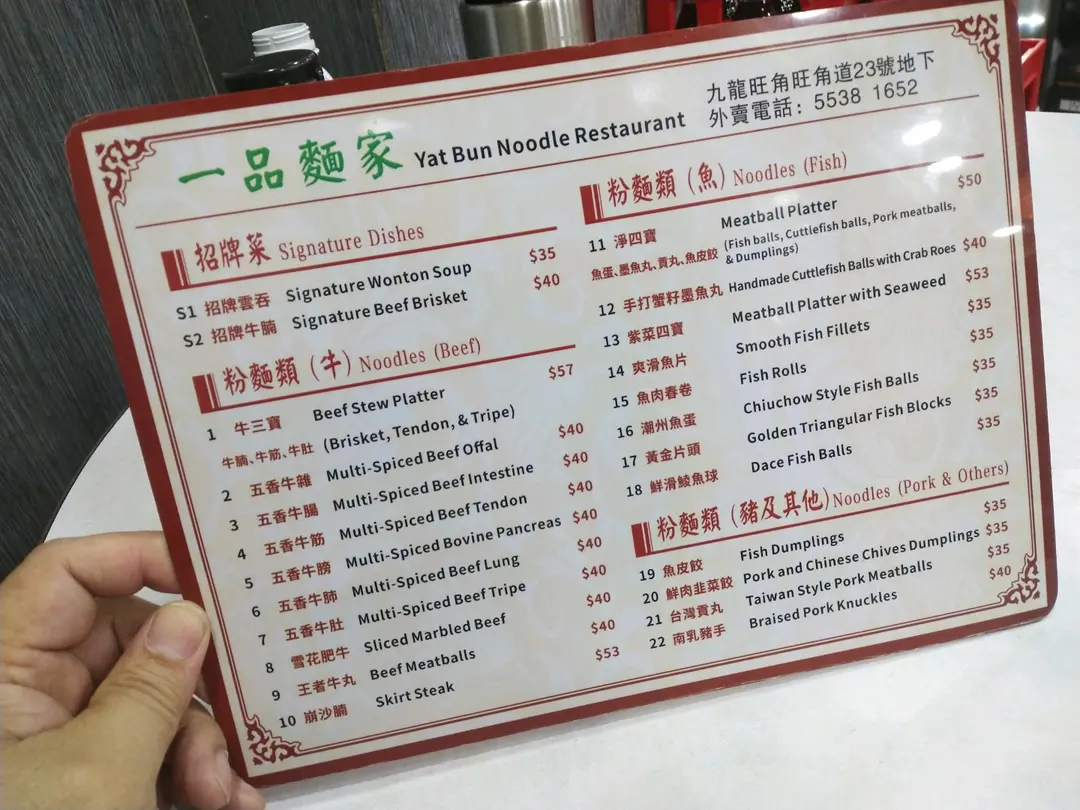 一品麵家 Yat Bun Noodle Restaurant
九龍旺角旺角道23號地下
外賣電話: 5538 1652
招牌菜 Signature Dishes
S1 招牌雲吞 Signature Wonton Soup $35
S2 招牌牛腩 Signature Beef Brisket $40
粉麵類 (牛) Noodles (Beef)
1 牛三寶 Beef Stew Platter $57
牛腩、牛筋、牛肚 (Brisket, Tendon, & Tripe)
2 五香牛雜 Multi-Spiced Beef Offal $40
3 五香牛腸 Multi-Spiced Beef Intestine $40
4 五香牛筋 Multi-Spiced Beef Tendon $40
5 五香牛膀 Multi-Spiced Bovine Pancreas $40
6 五香牛肺 Multi-Spiced Beef Lung $40
7 五香牛肚 Multi-Spiced Beef Tripe $40
8 雪花肥牛 Sliced Marbled Beef $40
9 王者牛丸 Beef Meatballs $40
10 崩沙腩 Skirt Steak $53
粉麵類 (魚) Noodles (Fish)
11 淨四寶 Meatball Platter $50
魚蛋、墨魚丸、貢丸、魚皮餃 (Fish balls, Cuttlefish balls, Pork meatballs,
& Dumplings)
12 手打蟹籽墨魚丸 Handmade Cuttlefish Balls with Crab Roes $40
13 紫菜四寶 Meatball Platter with Seaweed $53
14 爽滑魚片 Smooth Fish Fillets $35
15 魚肉春卷 Fish Rolls $35
16 潮州魚蛋 Chiuchow Style Fish Balls $35
17 黃金片頭 Golden Triangular Fish Blocks $35
18 鮮滑鯪魚球 Dace Fish Balls $35
粉麵類 (豬及其他) Noodles (Pork & Others)
19 魚皮餃 Fish Dumplings $35
20 鮮肉韭菜餃 Pork and Chinese Chives Dumplings $35
21 台灣貢丸 Taiwan Style Pork Meatballs $35
22 南乳豬手 Braised Pork Knuckles $40